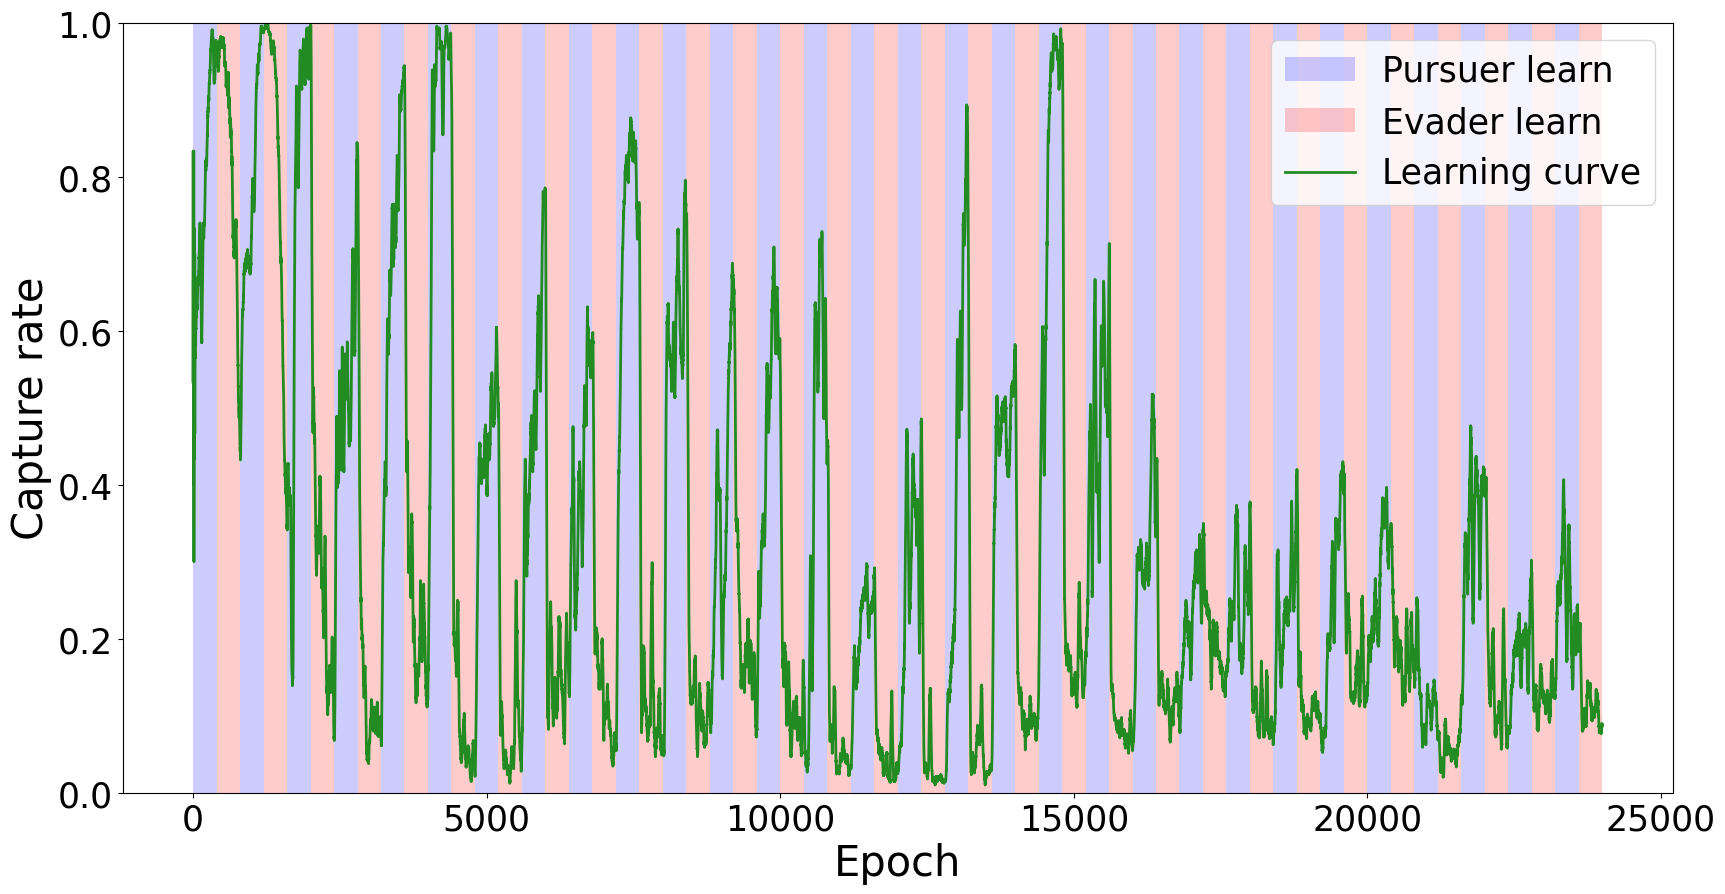 1.0
0.8
0.6
0.4
0.2
0.0
Capture rate
Pursuer learn
Evader learn
Learning curve
0 5000 10000 15000 20000 25000
Epoch